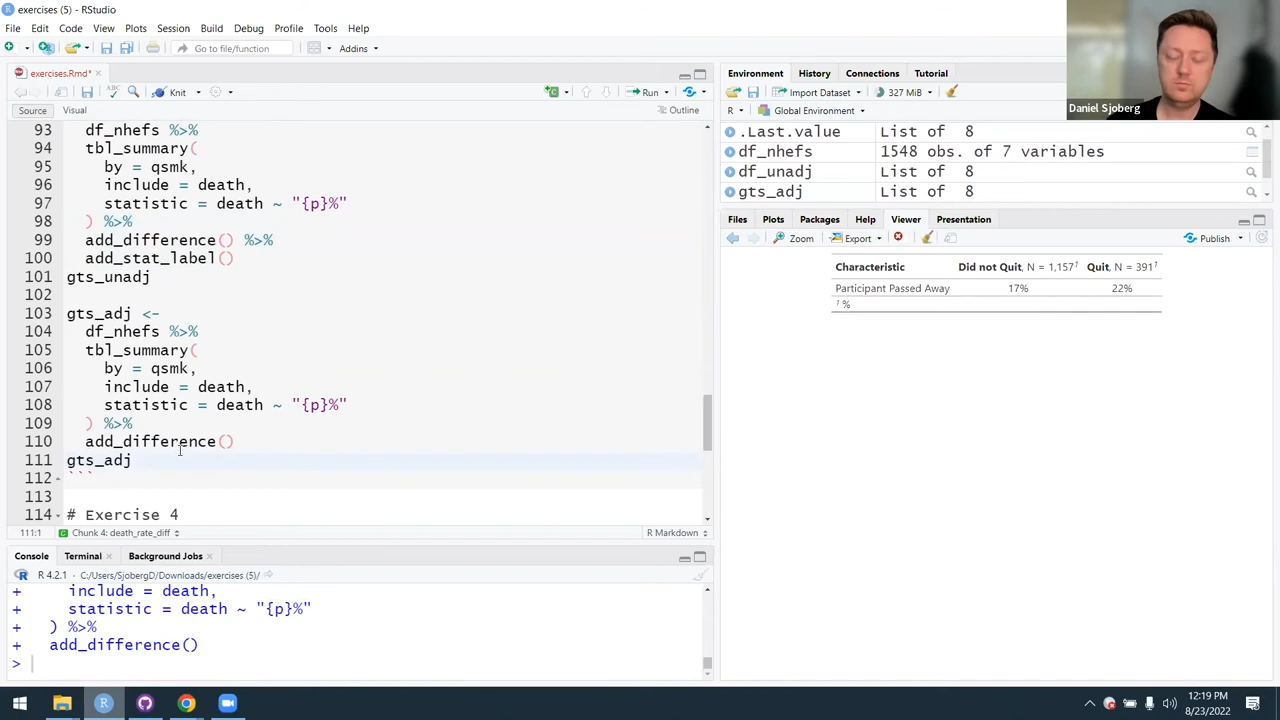 exercises (5) - RStudio
File Edit Code View Plots Session Build Debug Profile Tools Help
Go to file/function Addins
exercises.Rmd*
Knit Run
Source Visual Outline
93 df_nhefs %>%
94 tbl_summary(
95 by = qsmk,
96 include = death,
97 statistic = death ~ "{p}%"
98 ) %>%
99 add_difference() %>%
100 add_stat_label()
101 gts_unadj
102
103 gts_adj <-
104 df_nhefs %>%
105 tbl_summary(
106 by = qsmk,
107 include = death,
108 statistic = death ~ "{p}%"
109 ) %>%
110 add_difference()
111 gts_adj
112 ```
113
114 # Exercise 4
111:1 Chunk 4: death_rate_diff R Markdown
Console Terminal Background Jobs
R 4.2.1 · C:/Users/SjobergD/Downloads/exercises (5)/
+ include = death,
+ statistic = death ~ "{p}%"
+ ) %>%
+ add_difference()
>
Environment History Connections Tutorial
Import Dataset 327 MiB
R Global Environment
.Last.value List of 8
df_nhefs 1548 obs. of 7 variables
df_unadj List of 8
gts_adj List of 8
Files Plots Packages Help Viewer Presentation
Zoom Export Publish
Characteristic Did not Quit, N = 1,157¹ Quit, N = 391¹
Participant Passed Away 17% 22%
¹ %
Daniel Sjoberg
12:19 PM
8/23/2022